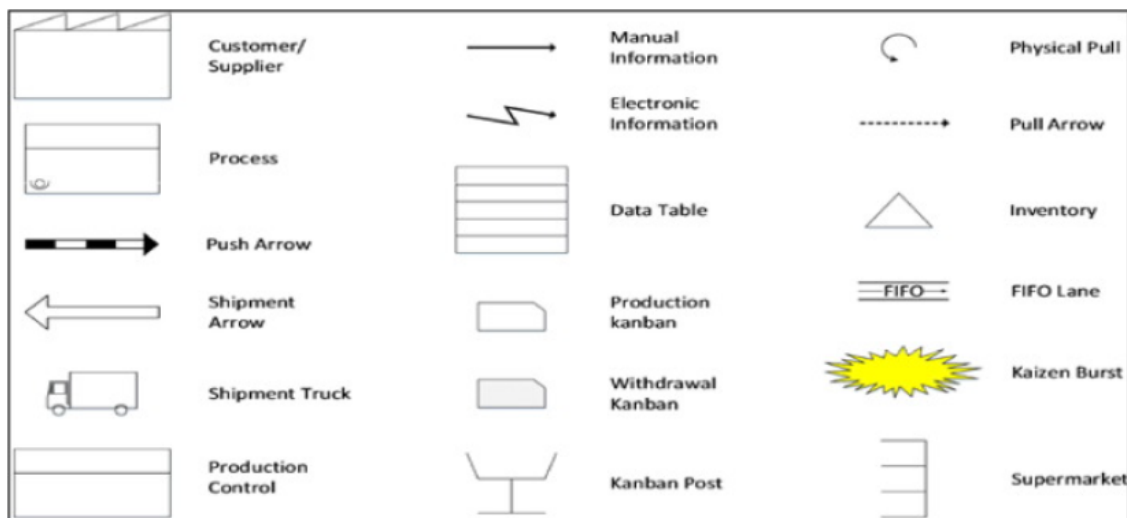 Customer/
Supplier
Process
Push Arrow
Shipment
Arrow
Shipment Truck
Production
Control
Manual
Information
Electronic
Information
Data Table
Production
kanban
Withdrawal
Kanban
Kanban Post
Physical Pull
Pull Arrow
Inventory
FIFO
FIFO Lane
Kaizen Burst
Supermarket